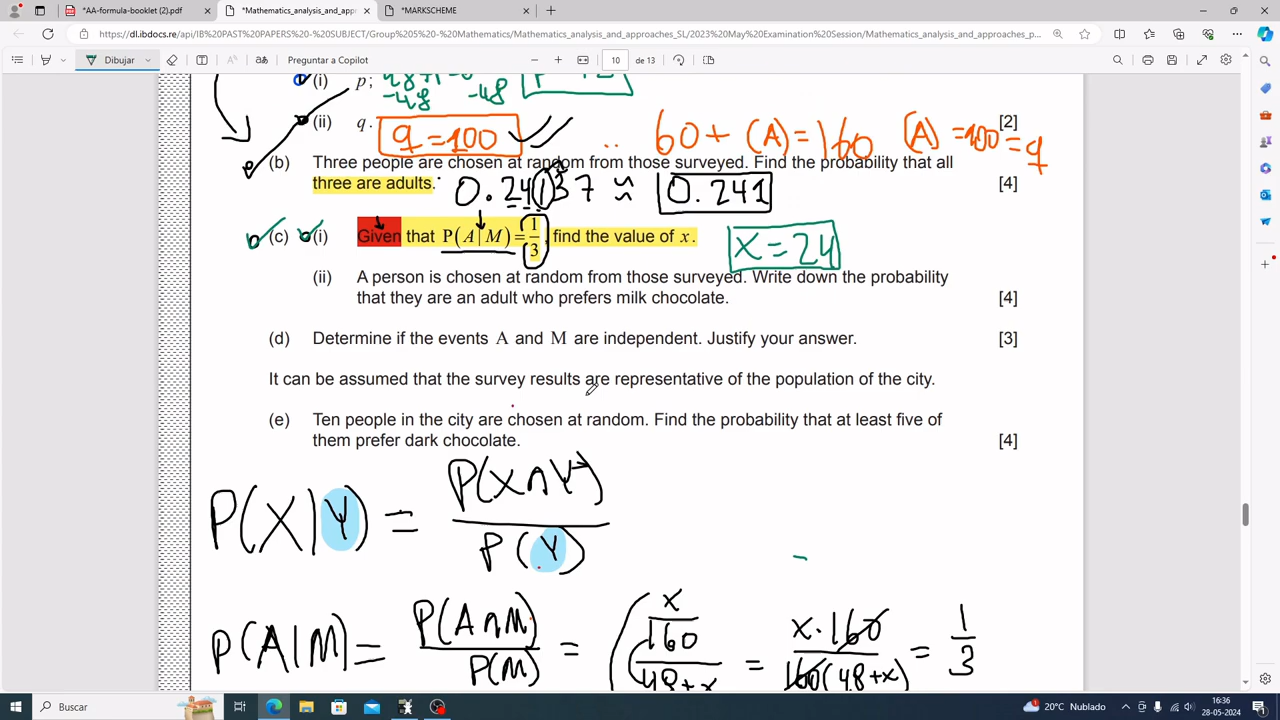 *AA-formula-booklet (2).pdf
*Mathematics_analysis_and_app
*MARKSCHEME
https://dl.ibdocs.re/api/IB%20PAST%20PAPERS%20-%20SUBJECT/Group%205%20-%20Mathematics/Mathematics_analysis_and_approaches_SL/2023%20May%20Examination%20Session/Mathematics_analysis_and_approaches_p...
Dibujar
Preguntar a Copilot
10 de 13
(i) p;
-48 -48
(ii) q. [2]
q = 100
60 + (A) = 160 (A) = 100 = q
(b) Three people are chosen at random from those surveyed. Find the probability that all
three are adults. [4]
0.24137 ≈ 0.241
(c) (i) Given that P(A|M) = 1/3, find the value of x.
x = 24
(ii) A person is chosen at random from those surveyed. Write down the probability
that they are an adult who prefers milk chocolate. [4]
(d) Determine if the events A and M are independent. Justify your answer. [3]
It can be assumed that the survey results are representative of the population of the city.
(e) Ten people in the city are chosen at random. Find the probability that at least five of
them prefer dark chocolate. [4]
P(X|Y) = P(X∩Y) / P(Y)
P(A|M) = P(A∩M) / P(M) = x/160 / 48+x = x·160 / 160(48+x) = 1/3
Buscar
20°C Nublado
16:36
28-05-2024